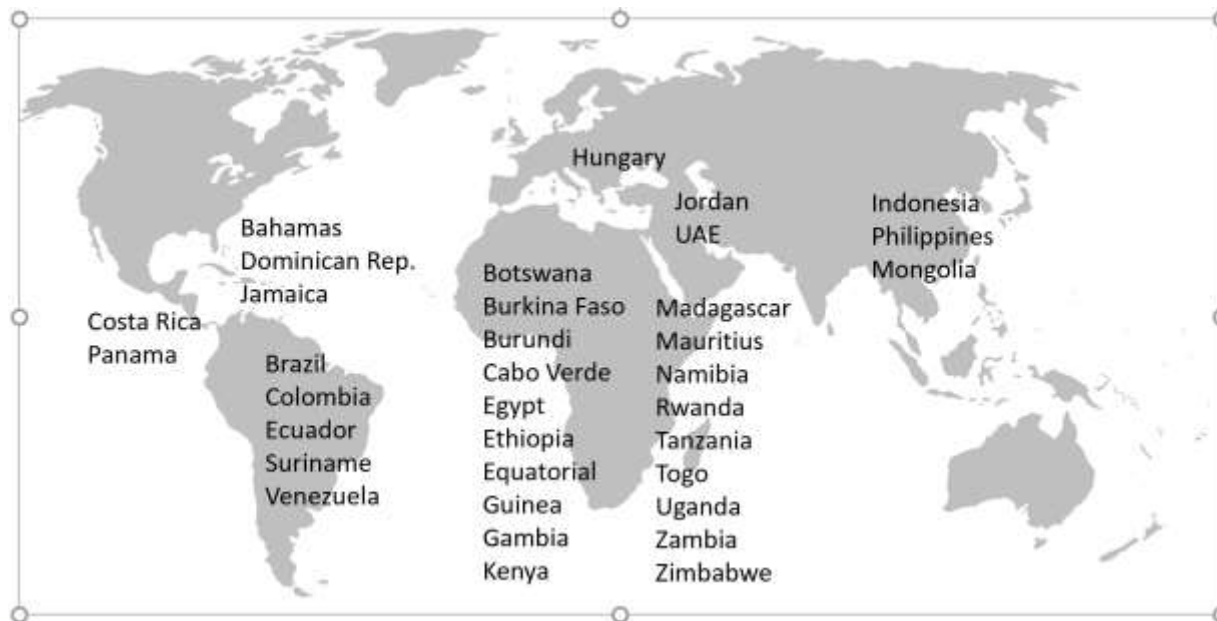 Hungary
Jordan
UAE
Indonesia
Philippines
Mongolia
Bahamas
Dominican Rep.
Jamaica
Costa Rica
Panama
Brazil
Colombia
Ecuador
Suriname
Venezuela
Botswana
Burkina Faso
Burundi
Cabo Verde
Egypt
Ethiopia
Equatorial
Guinea
Gambia
Kenya
Madagascar
Mauritius
Namibia
Rwanda
Tanzania
Togo
Uganda
Zambia
Zimbabwe